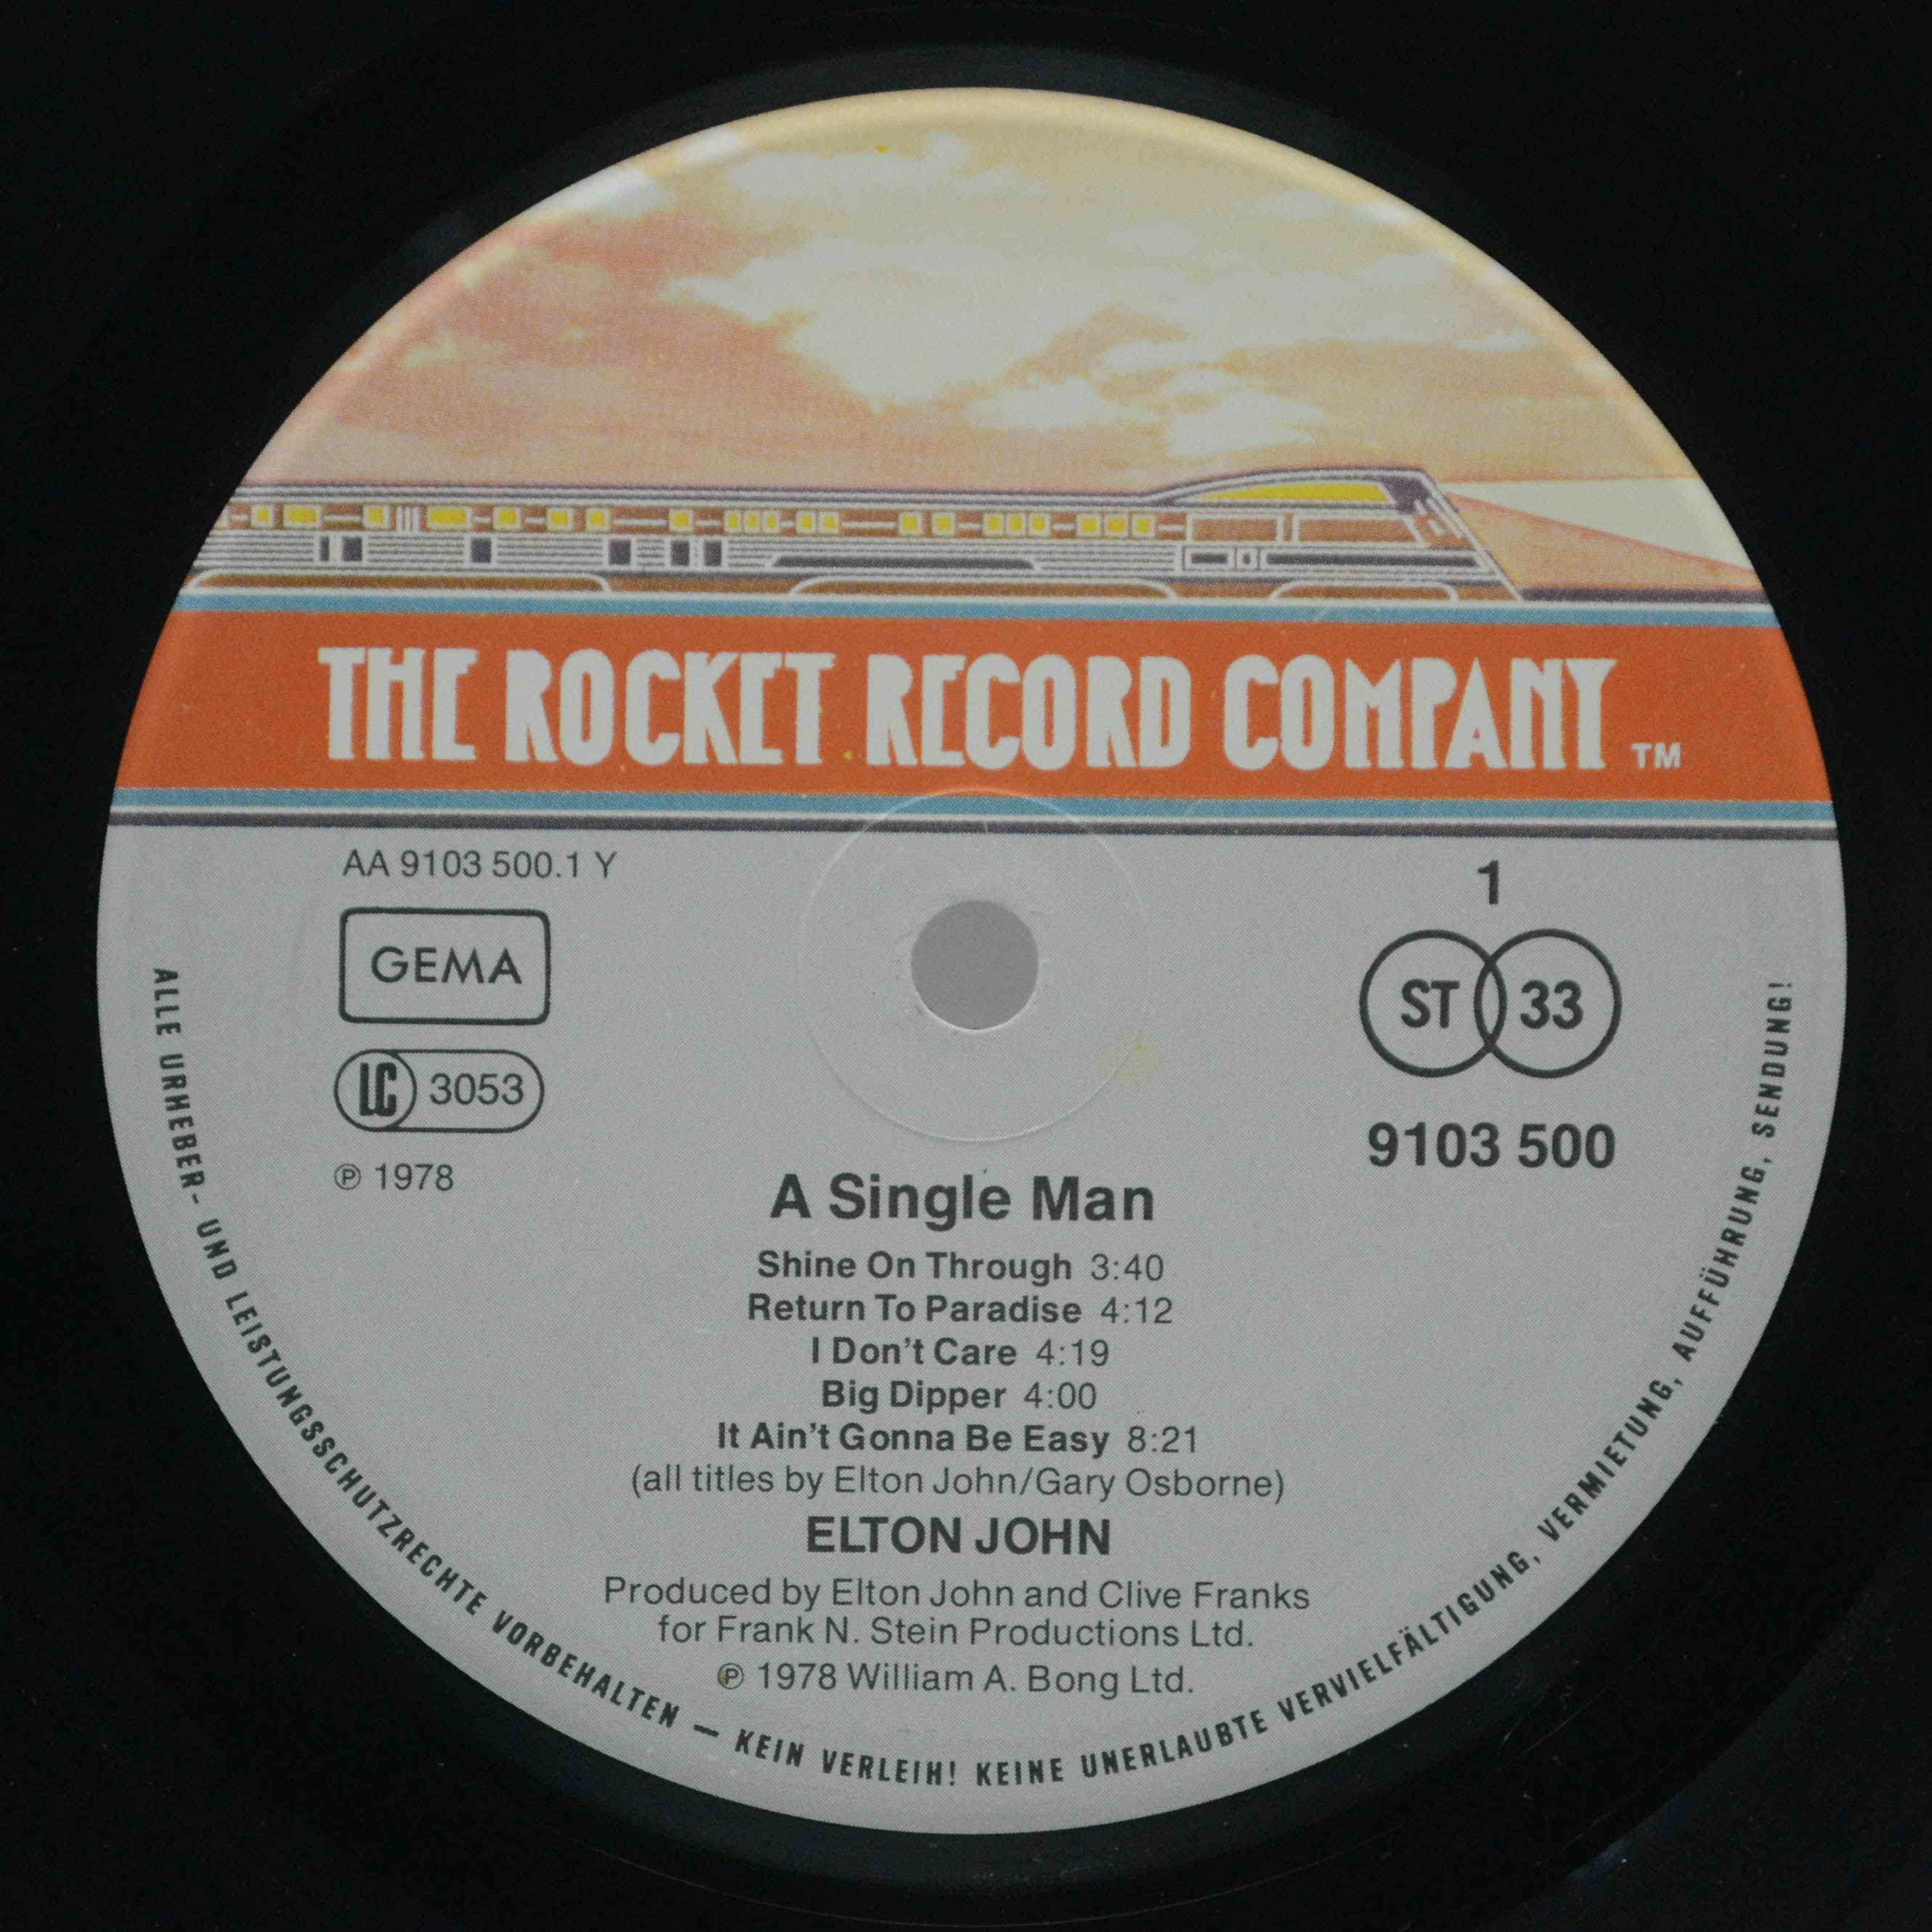 THE ROCKET RECORD COMPANY TM
AA 9103 500.1 Y
GEMA
LC 3053
℗ 1978
1
ST 33
9103 500
A Single Man
Shine On Through 3:40
Return To Paradise 4:12
I Don't Care 4:19
Big Dipper 4:00
It Ain't Gonna Be Easy 8:21
(all titles by Elton John/Gary Osborne)
ELTON JOHN
Produced by Elton John and Clive Franks
for Frank N. Stein Productions Ltd.
℗ 1978 William A. Bong Ltd.
ALLE URHEBER- UND LEISTUNGSSCHUTZRECHTE VORBEHALTEN — KEIN VERLEIH! KEINE UNERLAUBTE VERVIELFÄLTIGUNG, VERMIETUNG, AUFFÜHRUNG, SENDUNG!